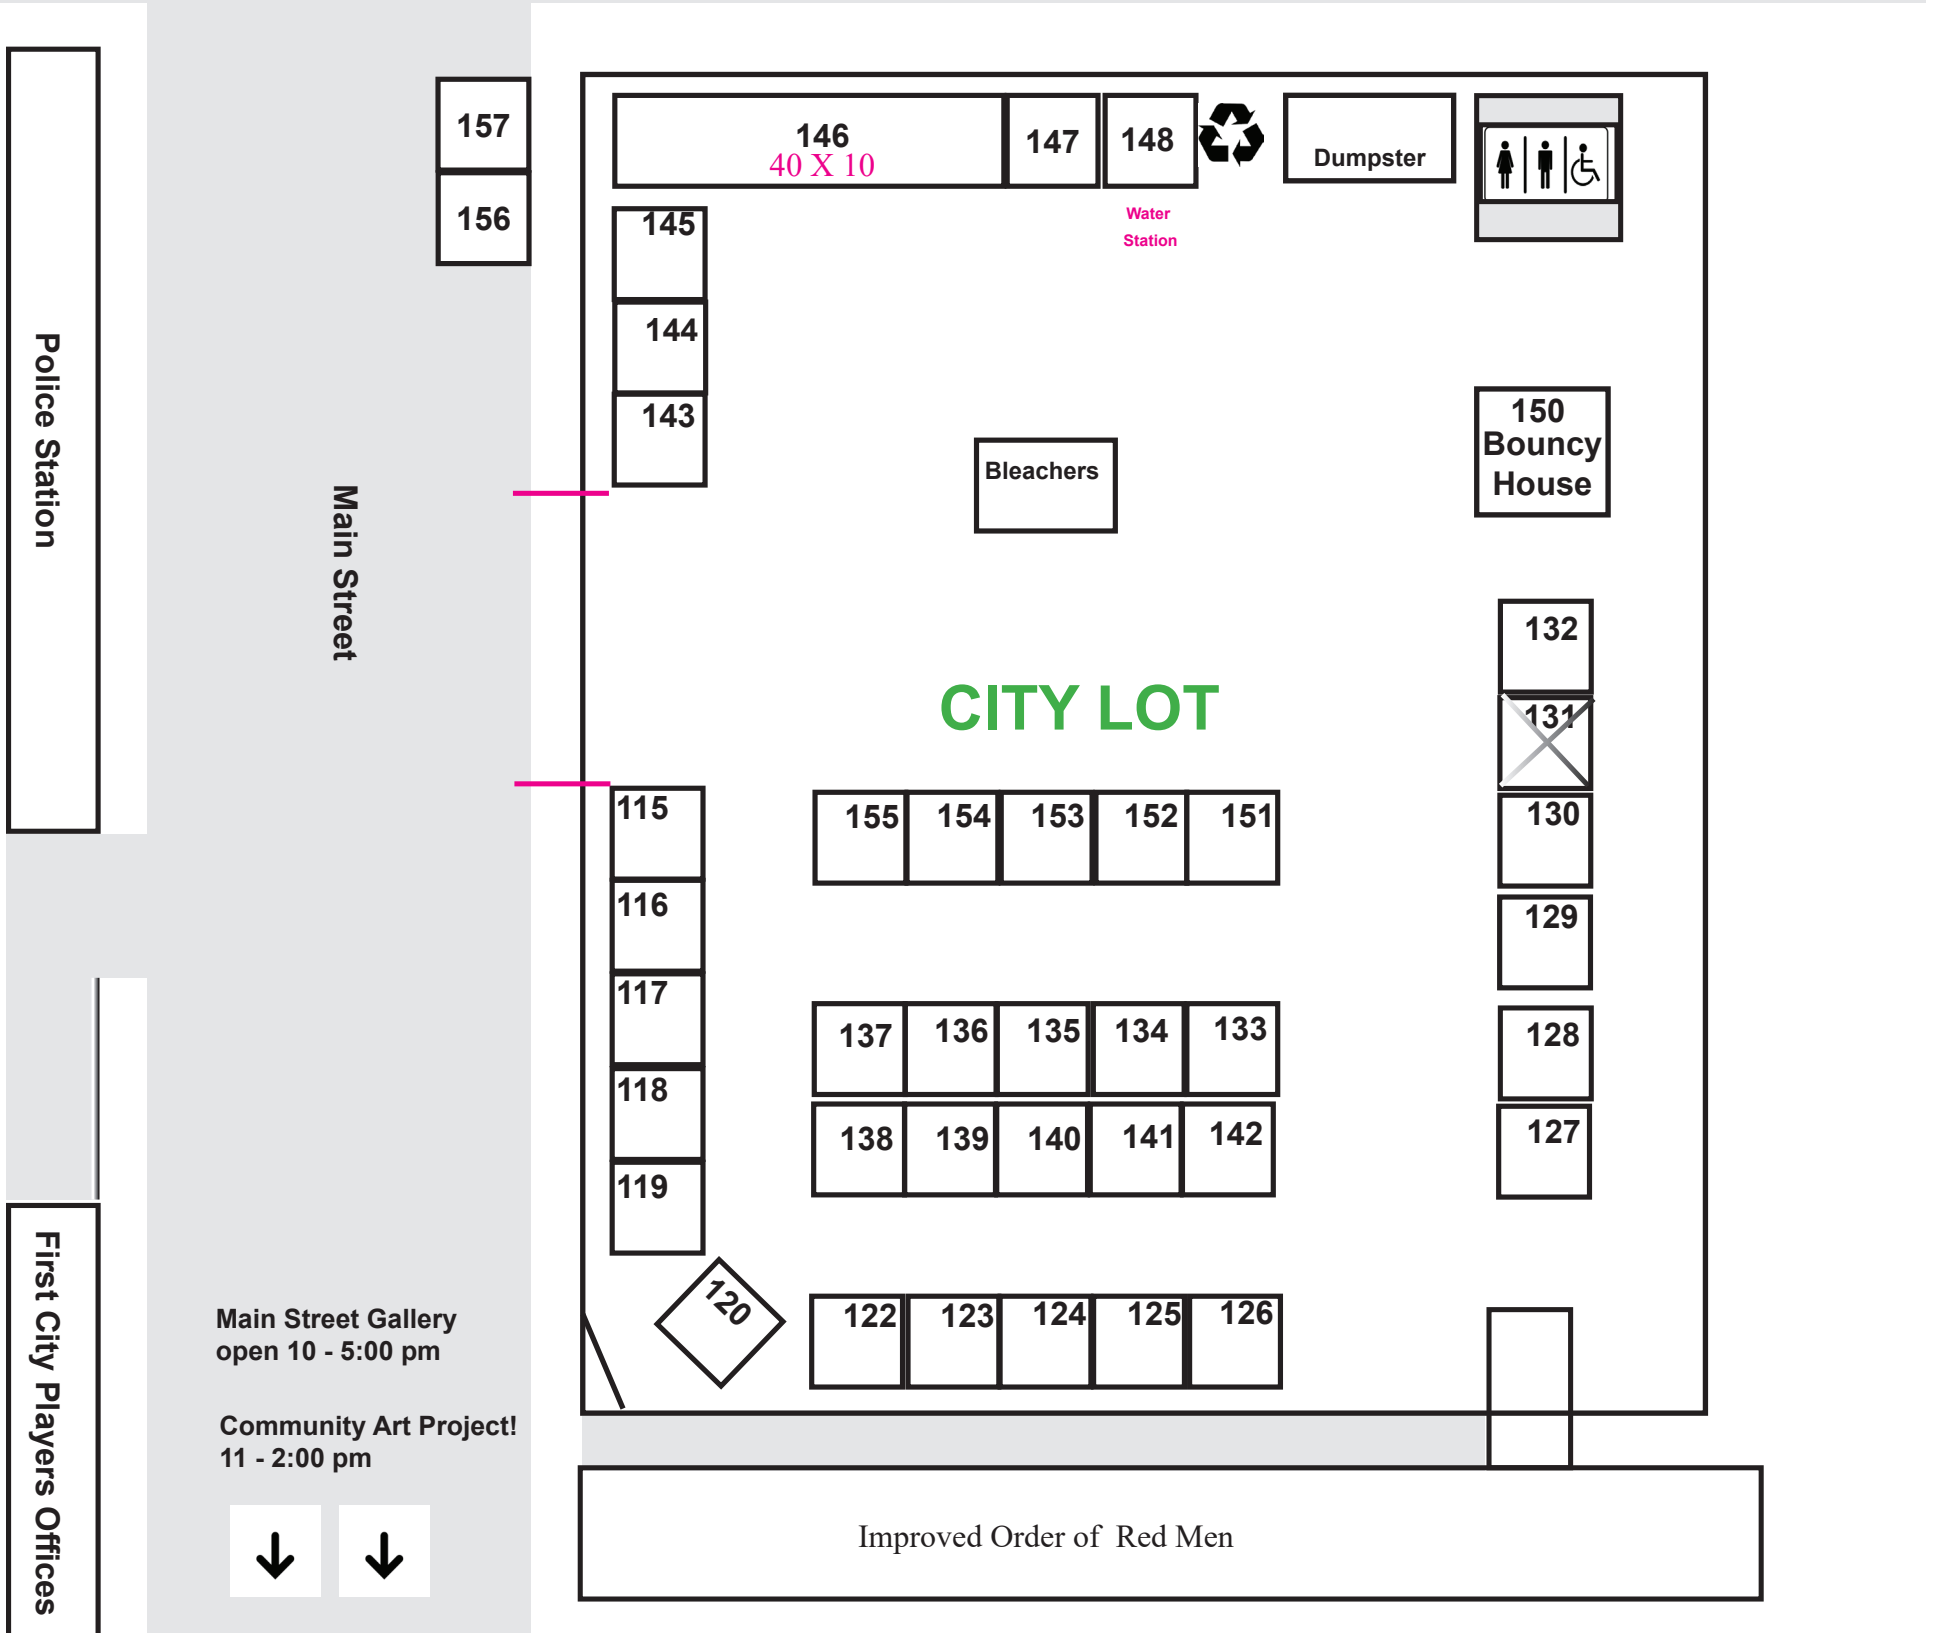 157
156
146
40 X 10
147
148
Dumpster
Water
Station
145
144
143
Police Station
Main Street
Bleachers
150
Bouncy
House
132
131
130
129
128
127
CITY LOT
115
116
117
118
119
120
155 154 153 152 151
137 136 135 134 133
138 139 140 141 142
122 123 124 125 126
First City Players Offices
Main Street Gallery
open 10 - 5:00 pm
Community Art Project!
11 - 2:00 pm
Improved Order of Red Men